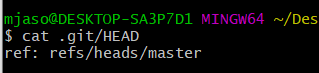 mjaso@DESKTOP-SA3P7D1 MINGW64 ~/Des
$ cat .git/HEAD
ref: refs/heads/master